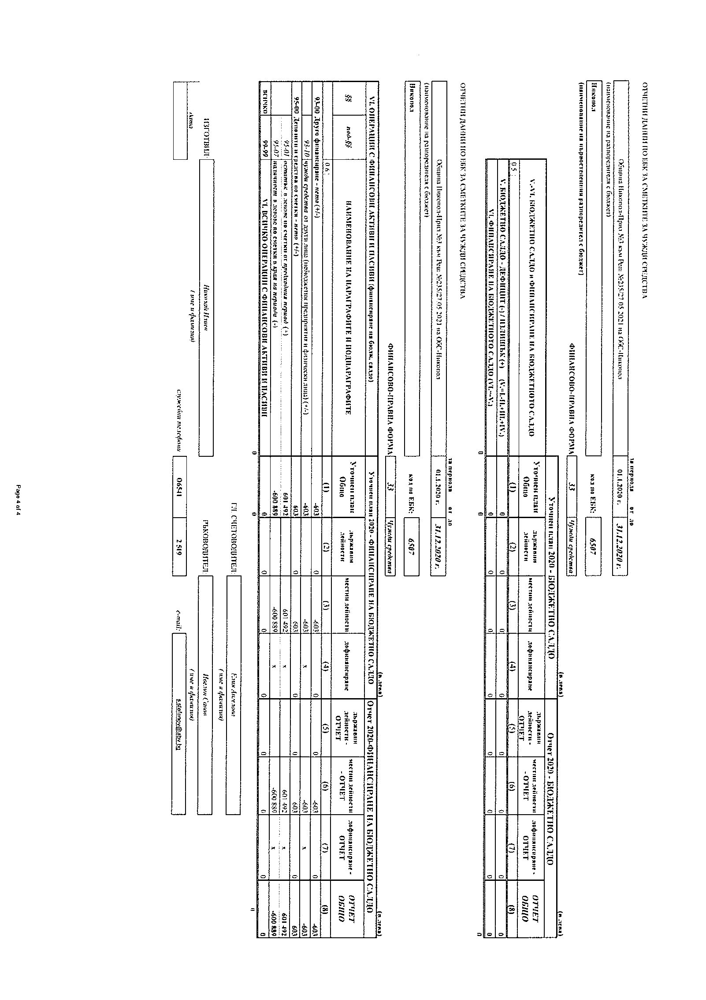 ОТЧЕТНИ ДАННИ ПО ЕБК ЗА СМЕТКИТЕ ЗА ЧУЖДИ СРЕДСТВА
за периода от до
Община Никопол-Прил №3 към Реш №235/27 05 2021 на ОбС-Никопол 01.1.2020 г. 31.12.2020 г.
(наименование на разпоредителя с бюджет)
Никопол код по ЕБК: 6507
(наименование на първостепенния разпоредител с бюджет)
ФИНАНСОВО-ПРАВНА ФОРМА 33 Чужди средства
(в лева) (в лева)
Уточнен план 2020 - БЮДЖЕТНО САЛДО Отчет 2020 - БЮДЖЕТНО САЛДО
V.-VI. БЮДЖЕТНО САЛДО и ФИНАНСИРАНЕ НА БЮДЖЕТНОТО САЛДО Уточнен план Общо държавни дейности местни дейности дофинансиране държавни дейности - ОТЧЕТ местни дейности - ОТЧЕТ дофинансиране - ОТЧЕТ ОТЧЕТ ОБЩО
0 5 (1) (2) (3) (4) (5) (6) (7) (8)
V. БЮДЖЕТНО САЛДО - ДЕФИЦИТ (-) / ИЗЛИШЪК (+) (V.=I.-II.+III.+IV.) 0 0 0 0 0 0 0 0
VI. ФИНАНСИРАНЕ НА БЮДЖЕТНОТО САЛДО (VI.=-V.) 0 0 0 0 0 0 0 0
0 0 0
ОТЧЕТНИ ДАННИ ПО ЕБК ЗА СМЕТКИТЕ ЗА ЧУЖДИ СРЕДСТВА
за периода от до
Община Никопол-Прил №3 към Реш №235/27 05 2021 на ОбС-Никопол 01.1.2020 г. 31.12.2020 г.
(наименование на разпоредителя с бюджет)
Никопол код по ЕБК: 6507
ФИНАНСОВО-ПРАВНА ФОРМА 33 Чужди средства
(в лева) (в лева)
VI. ОПЕРАЦИИ С ФИНАНСОВИ АКТИВИ И ПАСИВИ (финансиране на бюдж. салдо) Уточнен план 2020 - ФИНАНСИРАНЕ НА БЮДЖЕТНО САЛДО Отчет 2020-ФИНАНСИРАНЕ НА БЮДЖЕТНО САЛДО
§§ под-§§ НАИМЕНОВАНИЕ НА ПАРАГРАФИТЕ И ПОДПАРАГРАФИТЕ Уточнен план Общо държавни дейности местни дейности дофинансиране държавни дейности - ОТЧЕТ местни дейности - ОТЧЕТ дофинансиране - ОТЧЕТ ОТЧЕТ ОБЩО
0 6 (1) (2) (3) (4) (5) (6) (7) (8)
93-00 Друго финансиране - нето (+/-) -603 0 -603 0 0 -603 0 -603
93-10 чужди средства от други лица (небюджетни предприятия и физически лица) (+/-) -603 -603 x -603 x -603
95-00 Депозити и средства по сметки - нето (+/-) 603 0 603 0 0 603 0 603
95-01 остатък в левове по сметки от предходния период (+) 601 492 601 492 x 601 492 x 601 492
95-07 наличност в левове по сметки в края на периода (-) -600 889 -600 889 x -600 889 x -600 889
ВСИЧКО 99-99 VI. ВСИЧКО ОПЕРАЦИИ С ФИНАНСОВИ АКТИВИ И ПАСИВИ 0 0 0 0 0 0 0 0
0 0 0
ГЛ. СЧЕТОВОДИТЕЛ: Елия Ангелова
(име и фамилия)
ИЗГОТВИЛ: РЪКОВОДИТЕЛ: Ивелин Савов
дата (име и фамилия) (име и фамилия)
служебни телефони 06541 2 519 e-mail:
Page 4 of 4